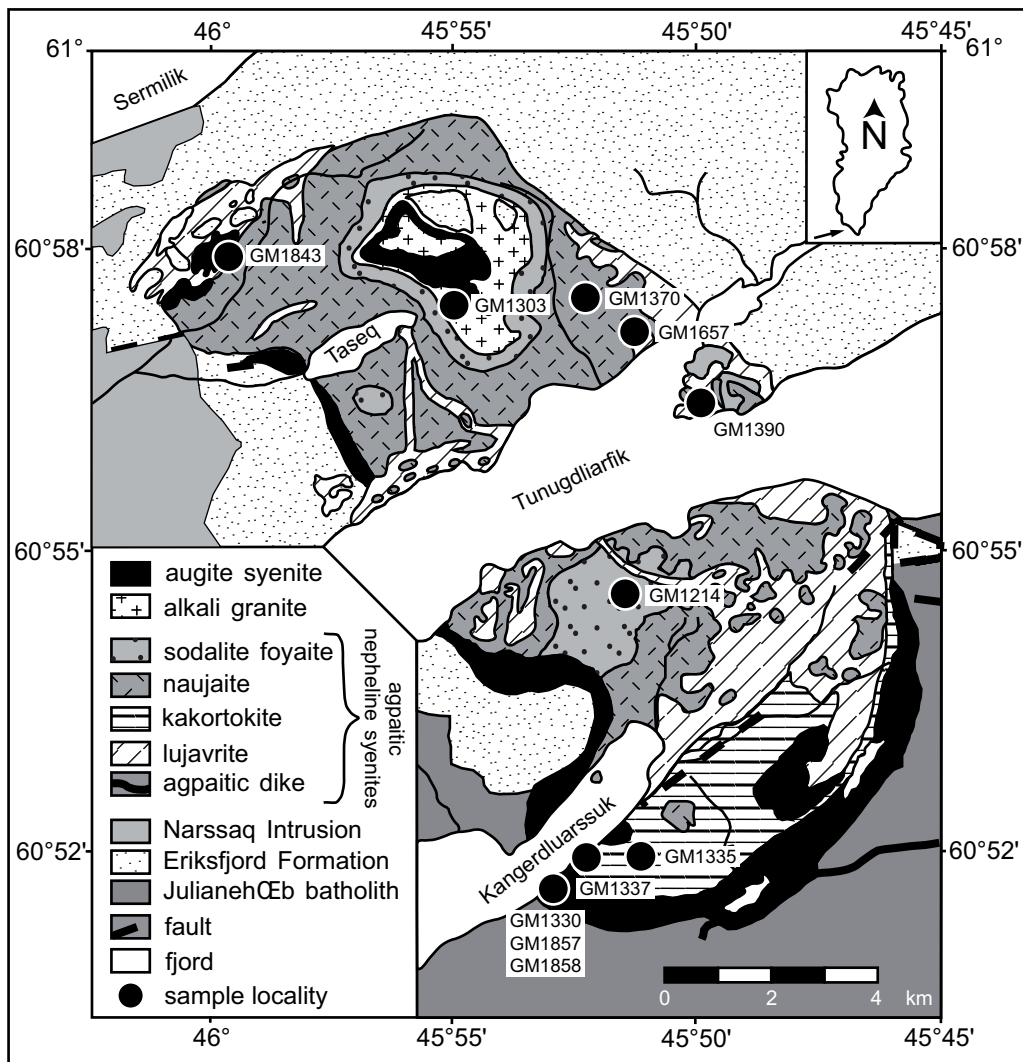 46° 45°55' 45°50' 45°45'
61° 61°
Sermilik
N
60°58' 60°58'
GM1843
GM1303
GM1370
GM1657
Taseq
GM1390
Tunugdliarfik
60°55' 60°55'
augite syenite
alkali granite
sodalite foyaite
naujaite
kakortokite
lujavrite
agpaitic dike
agpaitic
nepheline syenites
Narssaq Intrusion
Eriksfjord Formation
JulianehŒb batholith
fault
fjord
sample locality
GM1214
Kangerdluarssuk
60°52' 60°52'
GM1335
GM1337
GM1330
GM1857
GM1858
0 2 4 km
46° 45°55' 45°50' 45°45'